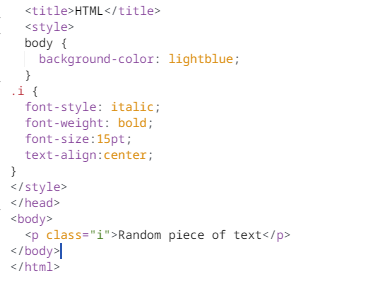 <title>HTML</title>
<style>
body {
background-color: lightblue;
}
.i {
font-style: italic;
font-weight: bold;
font-size:15pt;
text-align:center;
}
</style>
</head>
<body>
<p class="i">Random piece of text</p>
</body>
</html>